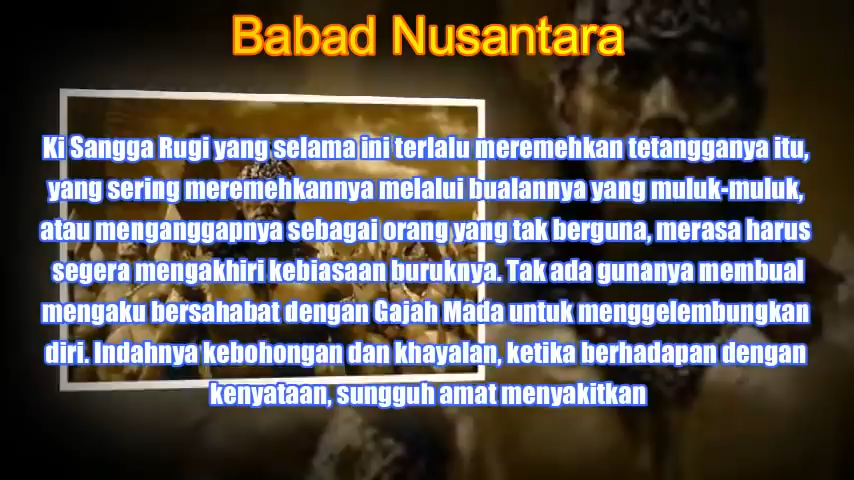 Babad Nusantara
Ki Sangga Rugi yang selama ini terlalu meremehkan tetangganya itu,
yang sering meremehkannya melalui bualannya yang muluk-muluk,
atau menganggapnya sebagai orang yang tak berguna, merasa harus
segera mengakhiri kebiasaan buruknya. Tak ada gunanya membual
mengaku bersahabat dengan Gajah Mada untuk menggelembungkan
diri. Indahnya kebohongan dan khayalan, ketika berhadapan dengan
kenyataan, sungguh amat menyakitkan